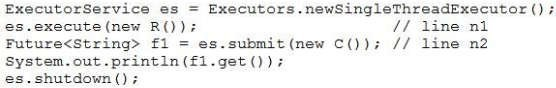 ExecutorService es = Executors.newSingleThreadExecutor();
es.execute(new R());                // line n1
Future<String> f1 = es.submit(new C()); // line n2
System.out.println(f1.get());
es.shutdown();